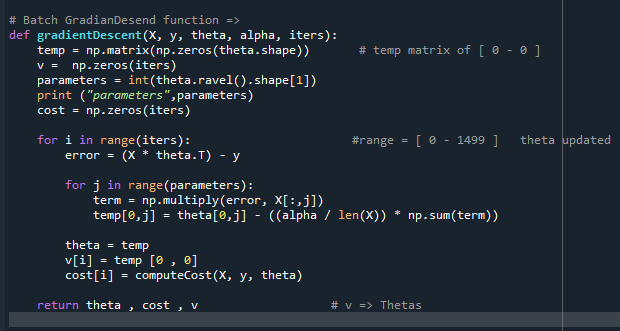 # Batch GradianDesend function =>
def gradientDescent(X, y, theta, alpha, iters):
    temp = np.matrix(np.zeros(theta.shape))       # temp matrix of [ 0 - 0 ]
    v =  np.zeros(iters)
    parameters = int(theta.ravel().shape[1])
    print ("parameters",parameters)
    cost = np.zeros(iters)
    for i in range(iters):                       #range = [ 0 - 1499 ]   theta updated
        error = (X * theta.T) - y
        for j in range(parameters):
            term = np.multiply(error, X[:,j])
            temp[0,j] = theta[0,j] - ((alpha / len(X)) * np.sum(term))
        theta = temp
        v[i] = temp [0 , 0]
        cost[i] = computeCost(X, y, theta)
    return theta , cost , v                   # v => Thetas